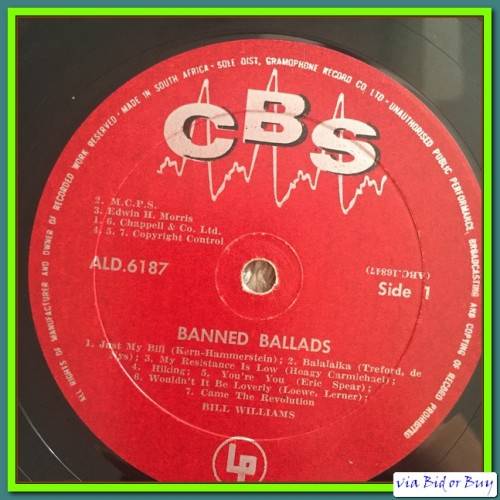 ALL RIGHTS OF MANUFACTURER AND OWNER OF RECORDED WORK RESERVED · MADE IN SOUTH AFRICA · SOLE DIST, GRAMOPHONE RECORD CO LTD · UNAUTHORISED PUBLIC PERFORMANCE, BROADCASTING AND COPYING OF RECORD PROHIBITED
CBS
2. M.C.P.S.
3. Edwin H. Morris
1. 6. Chappell & Co. Ltd.
4. 5. 7. Copyright Control
ALD.6187
(ABC.16847)
Side 1
BANNED BALLADS
1. Just My Bill (Kern-Hammerstein); 2. Balalaika (Treford, de
ys); 3. My Resistance Is Low (Hoagy Carmichael);
4. Hiking; 5. You're You (Eric Spear);
6. Wouldn't It Be Loverly (Loewe, Lerner);
7. Came The Revolution
BILL WILLIAMS
LP
via Bid or Buy